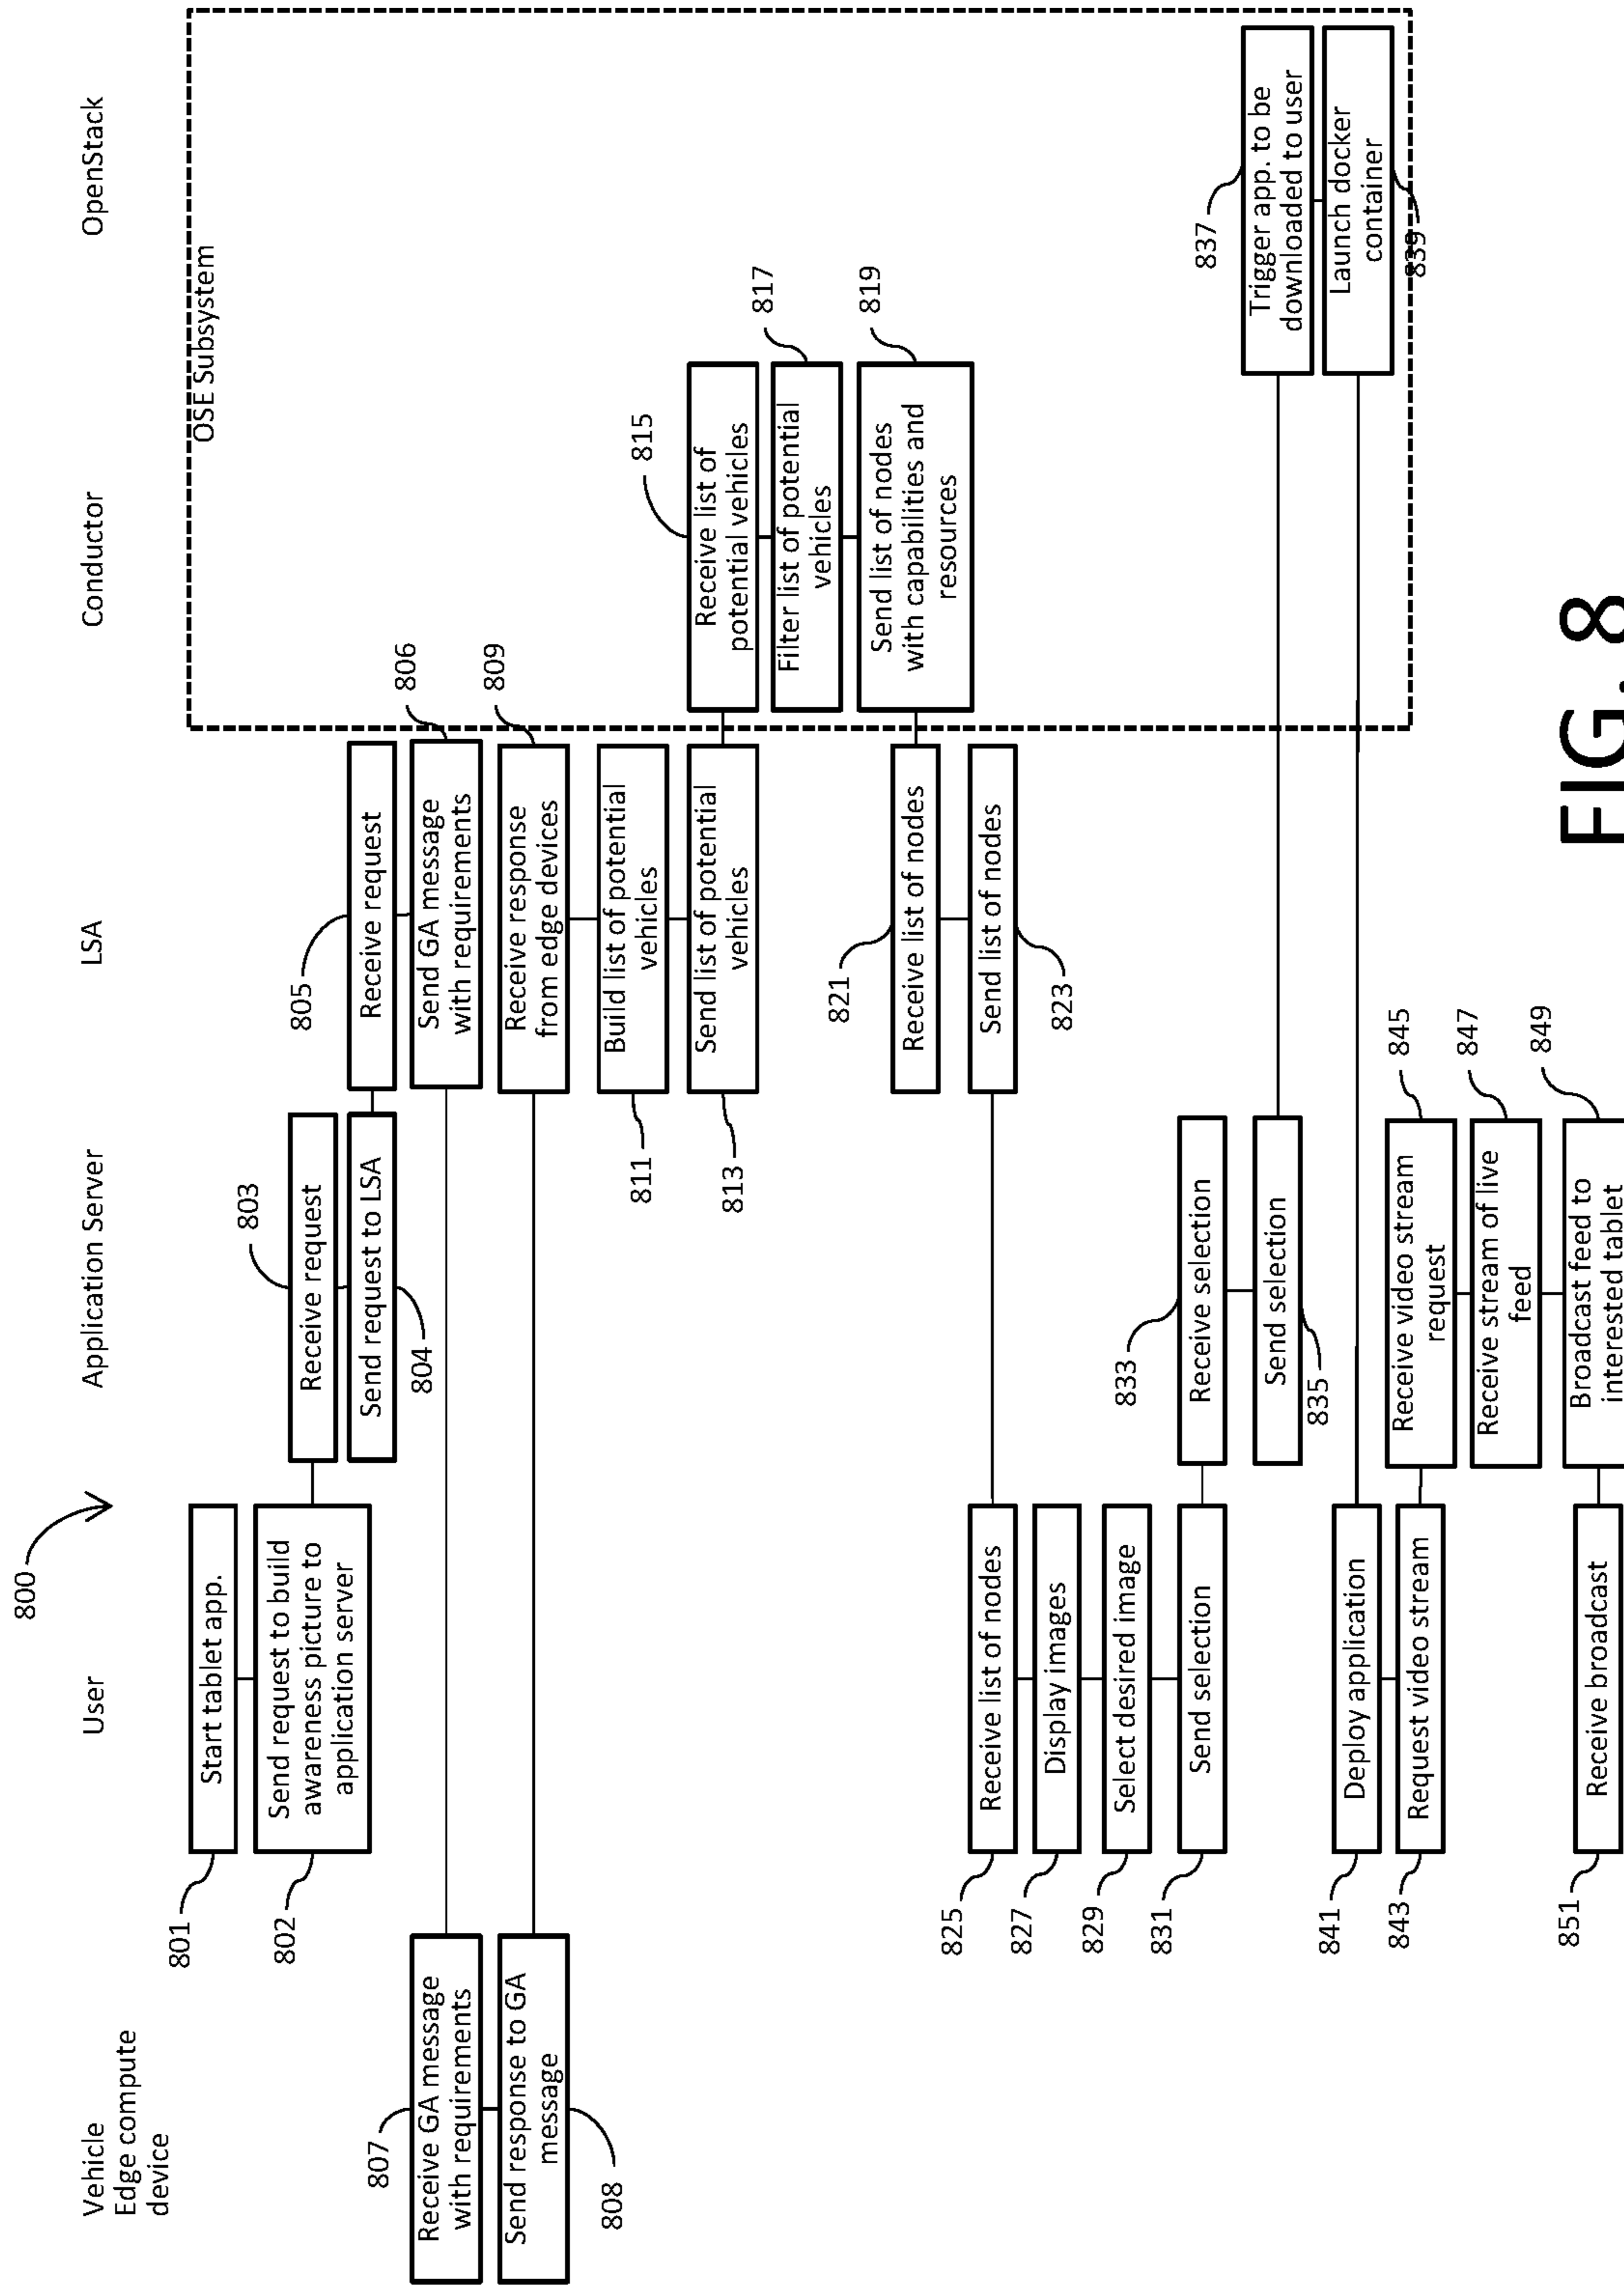 800
Vehicle
Edge compute
device
User
Application Server
LSA
Conductor
OpenStack
OSE Subsystem
801
Start tablet app.
802
Send request to build
awareness picture to
application server
803
Receive request
Send request to LSA
804
805
Receive request
806
Send GA message
with requirements
807
Receive GA message
with requirements
Send response to GA
message
808
809
Receive response
from edge devices
811
Build list of potential
vehicles
813
Send list of potential
vehicles
815
Receive list of
potential vehicles
817
Filter list of potential
vehicles
819
Send list of nodes
with capabilities and
resources
821
Receive list of nodes
Send list of nodes
823
825
Receive list of nodes
827
Display images
829
Select desired image
831
Send selection
833
Receive selection
Send selection
835
837
Trigger app. to be
downloaded to user
Launch docker
container
839
841
Deploy application
843
Request video stream
845
Receive video stream
request
847
Receive stream of live
feed
849
Broadcast feed to
interested tablet
851
Receive broadcast
FIG. 8